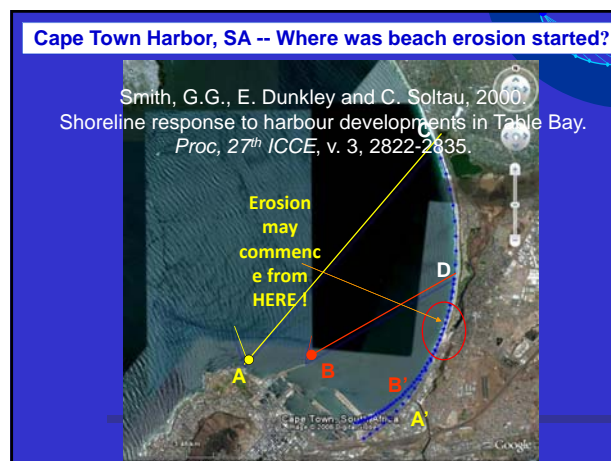 Cape Town Harbor, SA -- Where was beach erosion started?
Smith, G.G., E. Dunkley and C. Soltau, 2000.
Shoreline response to harbour developments in Table Bay.
Proc, 27th ICCE, v. 3, 2822-2835.
C
Erosion
may
commenc
e from
HERE !
D
A
B
B'
A'
Cape Town, South Africa
Google